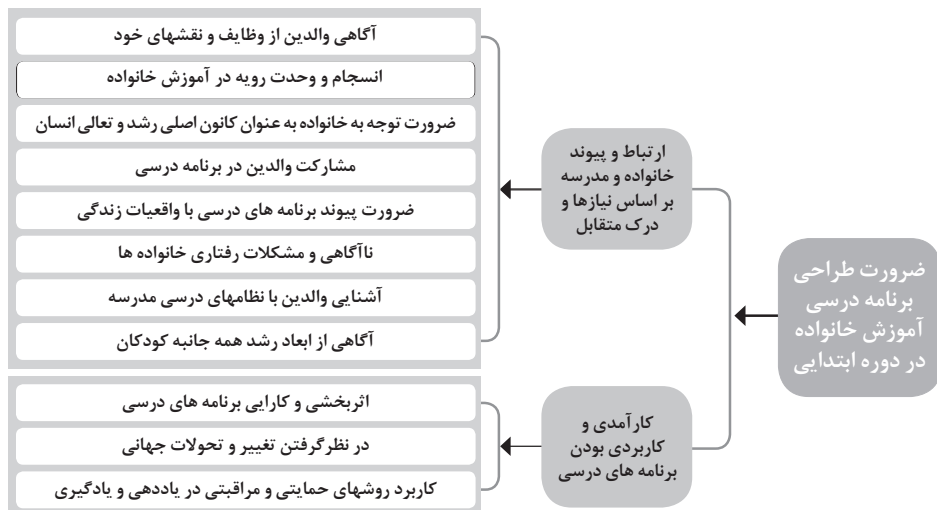 ضرورت طراحی
برنامه درسی
آموزش خانواده
در دوره ابتدایی
ارتباط و پیوند
خانواده و مدرسه
بر اساس نیازها و
درک متقابل
آگاهی والدین از وظایف و نقشهای خود
انسجام و وحدت رویه در آموزش خانواده
ضرورت توجه به خانواده به عنوان کانون اصلی رشد و تعالی انسان
مشارکت والدین در برنامه درسی
ضرورت پیوند برنامه های درسی با واقعیات زندگی
ناآگاهی و مشکلات رفتاری خانواده ها
آشنایی والدین با نظامهای درسی مدرسه
آگاهی از ابعاد رشد همه جانبه کودکان
کارآمدی و
کاربردی بودن
برنامه های درسی
اثربخشی و کارایی برنامه های درسی
در نظرگرفتن تغییر و تحولات جهانی
کاربرد روشهای حمایتی و مراقبتی در یاددهی و یادگیری